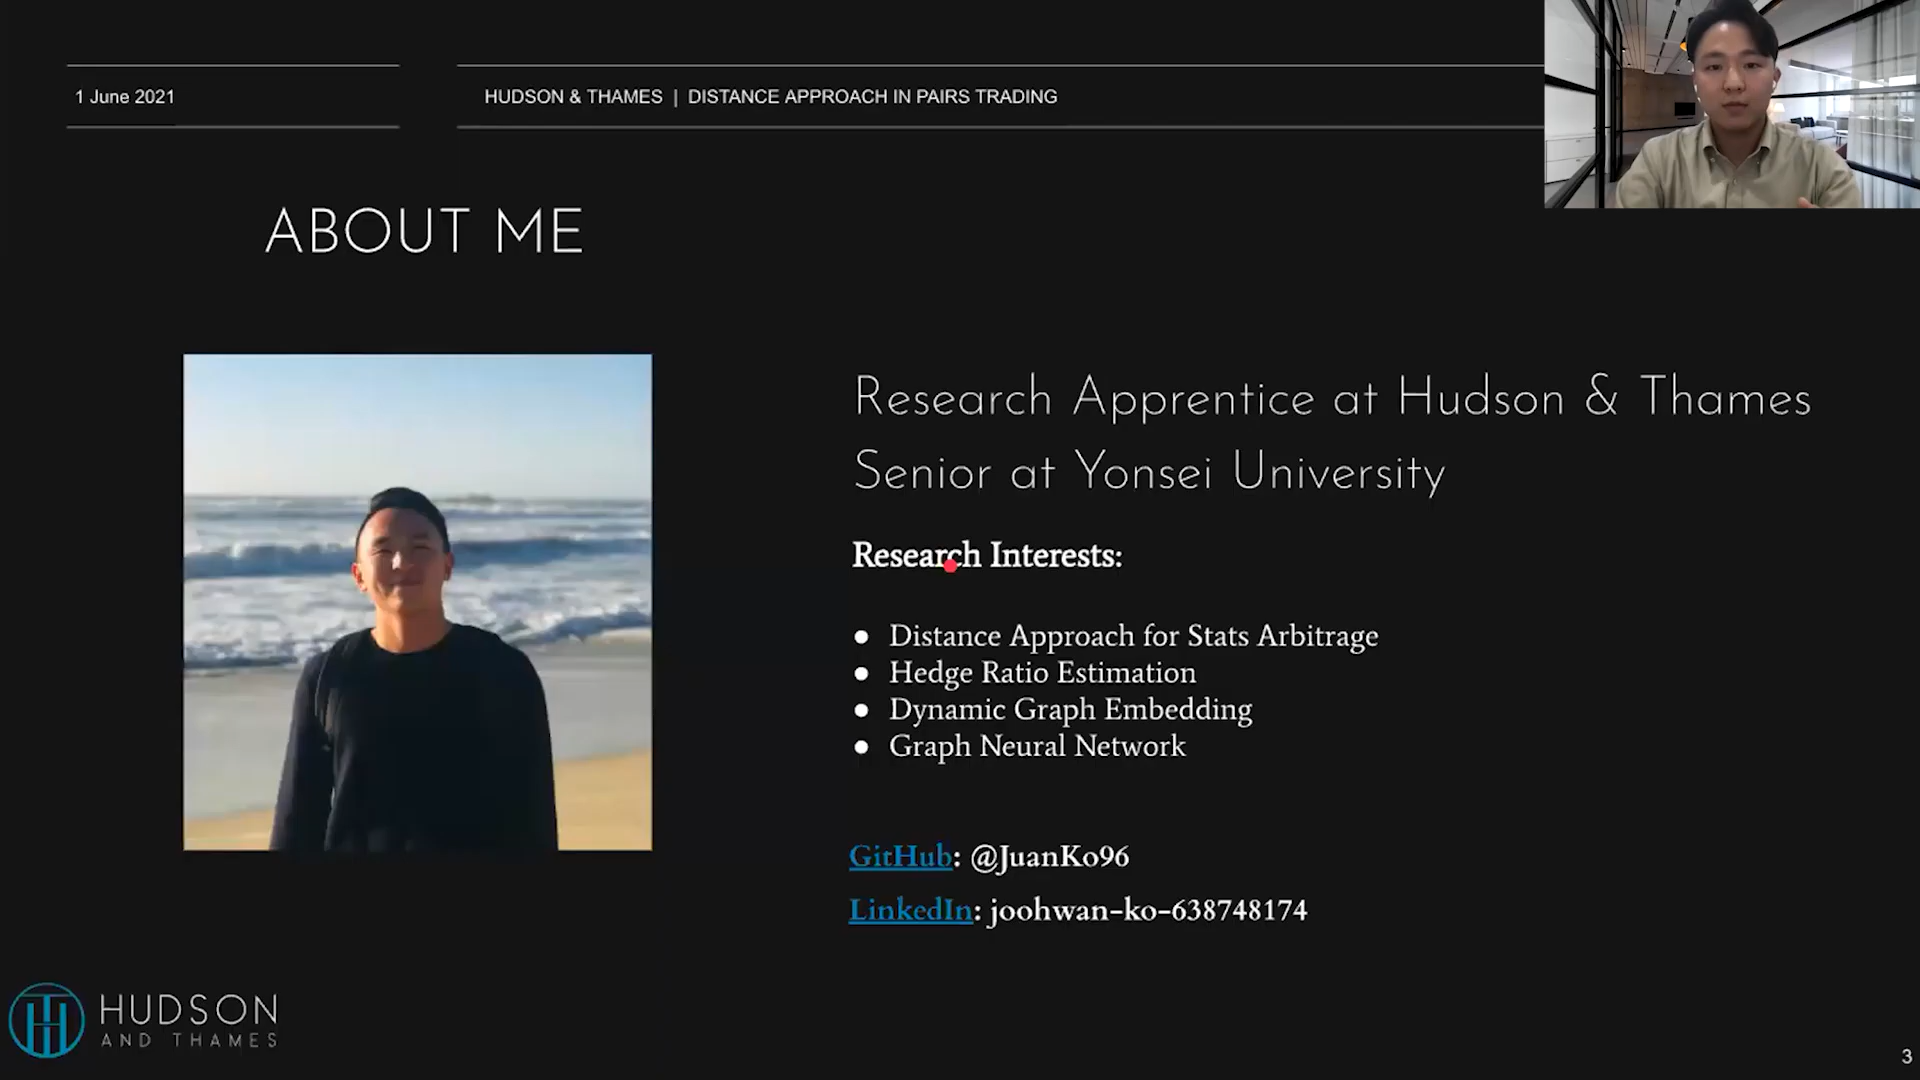 1 June 2021
HUDSON & THAMES | DISTANCE APPROACH IN PAIRS TRADING
ABOUT ME
Research Apprentice at Hudson & Thames
Senior at Yonsei University
Research Interests:
● Distance Approach for Stats Arbitrage
● Hedge Ratio Estimation
● Dynamic Graph Embedding
● Graph Neural Network
GitHub: @JuanKo96
LinkedIn: joohwan-ko-638748174
HUDSON
AND THAMES
3